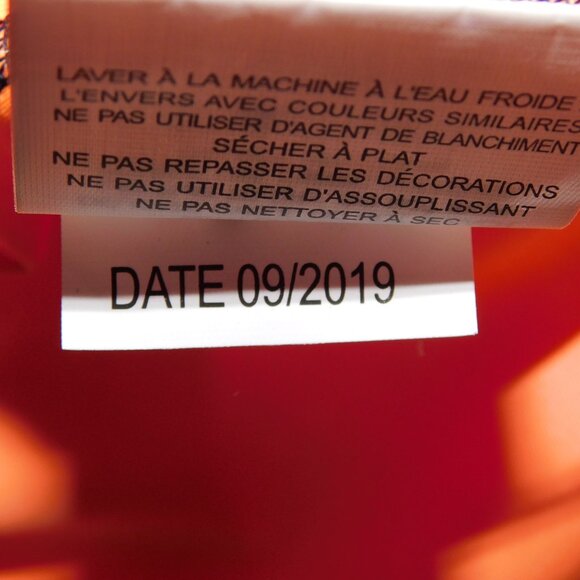 LAVER À LA MACHINE À L'EAU FROIDE
L'ENVERS AVEC COULEURS SIMILAIRES
NE PAS UTILISER D'AGENT DE BLANCHIMENT
SÉCHER À PLAT
NE PAS REPASSER LES DÉCORATIONS
NE PAS UTILISER D'ASSOUPLISSANT
NE PAS NETTOYER À SEC
DATE 09/2019